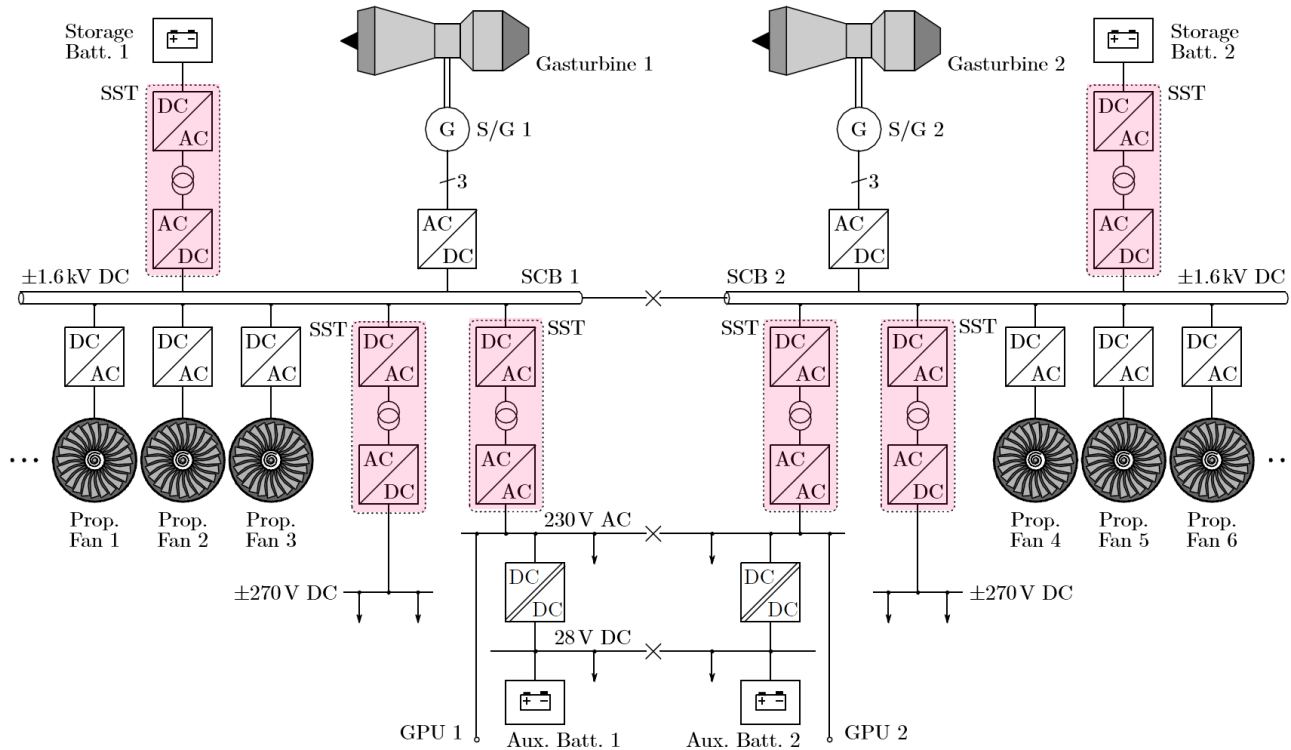 Storage
Batt. 1
Gasturbine 1
Gasturbine 2
Storage
Batt. 2
SST
DC
AC
AC
DC
G
S/G 1
3
AC
DC
G
S/G 2
3
AC
DC
SST
DC
AC
AC
DC
±1.6 kV DC
SCB 1
SCB 2
±1.6 kV DC
DC
AC
DC
AC
DC
AC
SST
DC
AC
AC
DC
SST
DC
AC
AC
AC
SST
DC
AC
AC
AC
SST
DC
AC
AC
DC
DC
AC
DC
AC
DC
AC
...
Prop.
Fan 1
Prop.
Fan 2
Prop.
Fan 3
Prop.
Fan 4
Prop.
Fan 5
Prop.
Fan 6
..
230 V AC
±270 V DC
DC
DC
DC
DC
±270 V DC
28 V DC
GPU 1
Aux. Batt. 1
Aux. Batt. 2
GPU 2